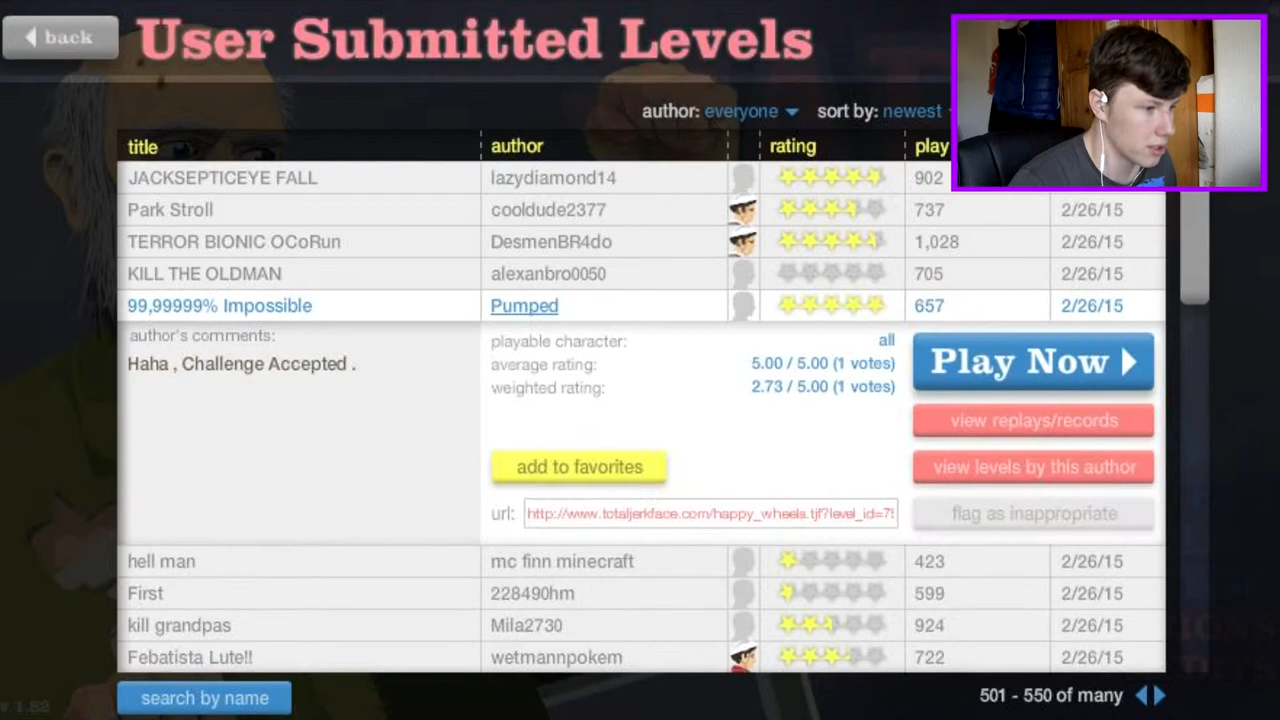 back
User Submitted Levels
author: everyone sort by: newest
title author rating play
JACKSEPTICEYE FALL lazydiamond14 902
Park Stroll cooldude2377 737 2/26/15
TERROR BIONIC OCoRun DesmenBR4do 1,028 2/26/15
KILL THE OLDMAN alexanbro0050 705 2/26/15
99,99999% Impossible Pumped 657 2/26/15
author's comments:
Haha , Challenge Accepted .
playable character: all
average rating: 5.00 / 5.00 (1 votes)
weighted rating: 2.73 / 5.00 (1 votes)
add to favorites
url: http://www.totaljerkface.com/happy_wheels.tjf?level_id=7
Play Now
view replays/records
view levels by this author
flag as inappropriate
hell man mc finn minecraft 423 2/26/15
First 228490hm 599 2/26/15
kill grandpas Mila2730 924 2/26/15
Febatista Lute!! wetmannpokem 722 2/26/15
search by name
501 - 550 of many
v 1.52